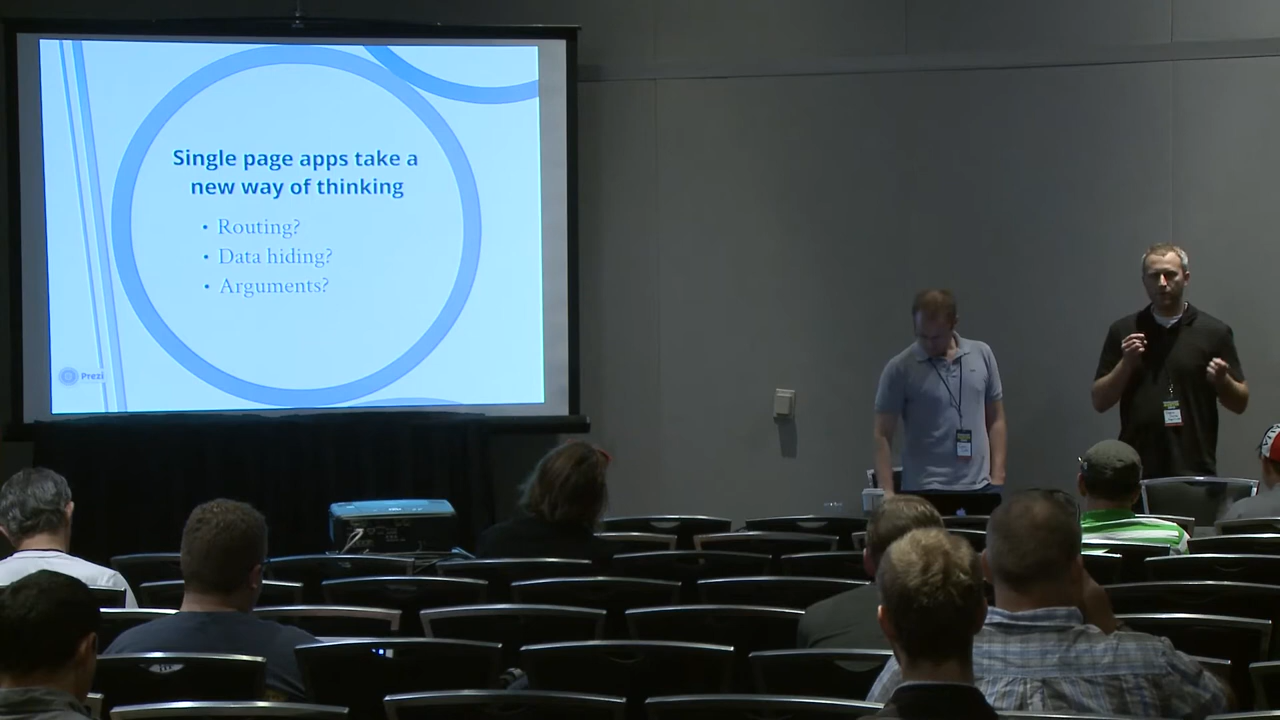 Single page apps take a
new way of thinking
• Routing?
• Data hiding?
• Arguments?
Prezi